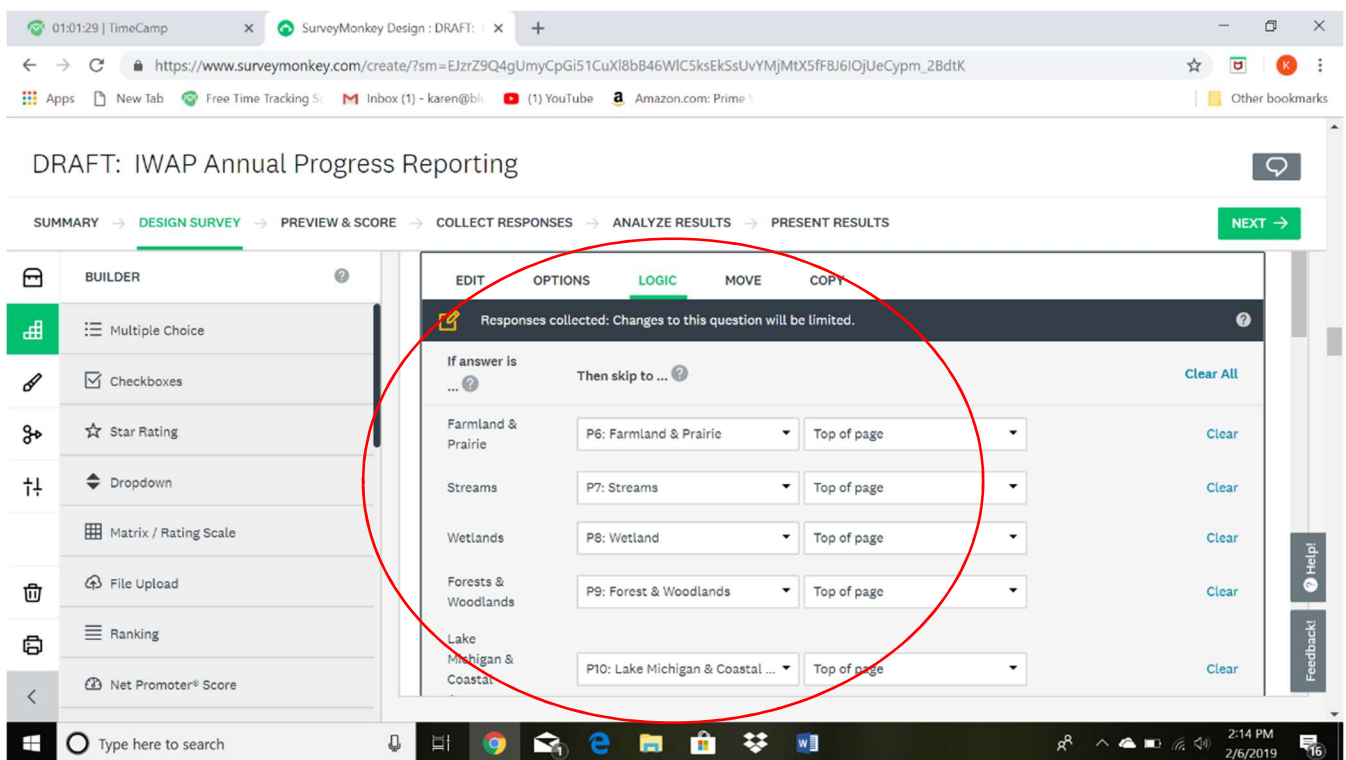 01:01:29 | TimeCamp
SurveyMonkey Design : DRAFT:
https://www.surveymonkey.com/create/?sm=EJzrZ9Q4gUmyCpGi51CuXl8bB46WlC5ksEkSsUvYMjMtX5fF8J6IOjUeCypm_2BdtK
K
Apps New Tab Free Time Tracking So Inbox (1) - karen@bl (1) YouTube Amazon.com: Prime Other bookmarks
DRAFT: IWAP Annual Progress Reporting
SUMMARY → DESIGN SURVEY → PREVIEW & SCORE → COLLECT RESPONSES → ANALYZE RESULTS → PRESENT RESULTS
NEXT →
BUILDER
Multiple Choice
Checkboxes
Star Rating
Dropdown
Matrix / Rating Scale
File Upload
Ranking
Net Promoter® Score
EDIT OPTIONS LOGIC MOVE COPY
Responses collected: Changes to this question will be limited.
If answer is
... Then skip to ... Clear All
Farmland &
Prairie P6: Farmland & Prairie Top of page Clear
Streams P7: Streams Top of page Clear
Wetlands P8: Wetland Top of page Clear
Forests &
Woodlands P9: Forest & Woodlands Top of page Clear
Lake
Michigan &
Coastal P10: Lake Michigan & Coastal ... Top of page Clear
Help!
Feedback!
Type here to search
2:14 PM
2/6/2019
16